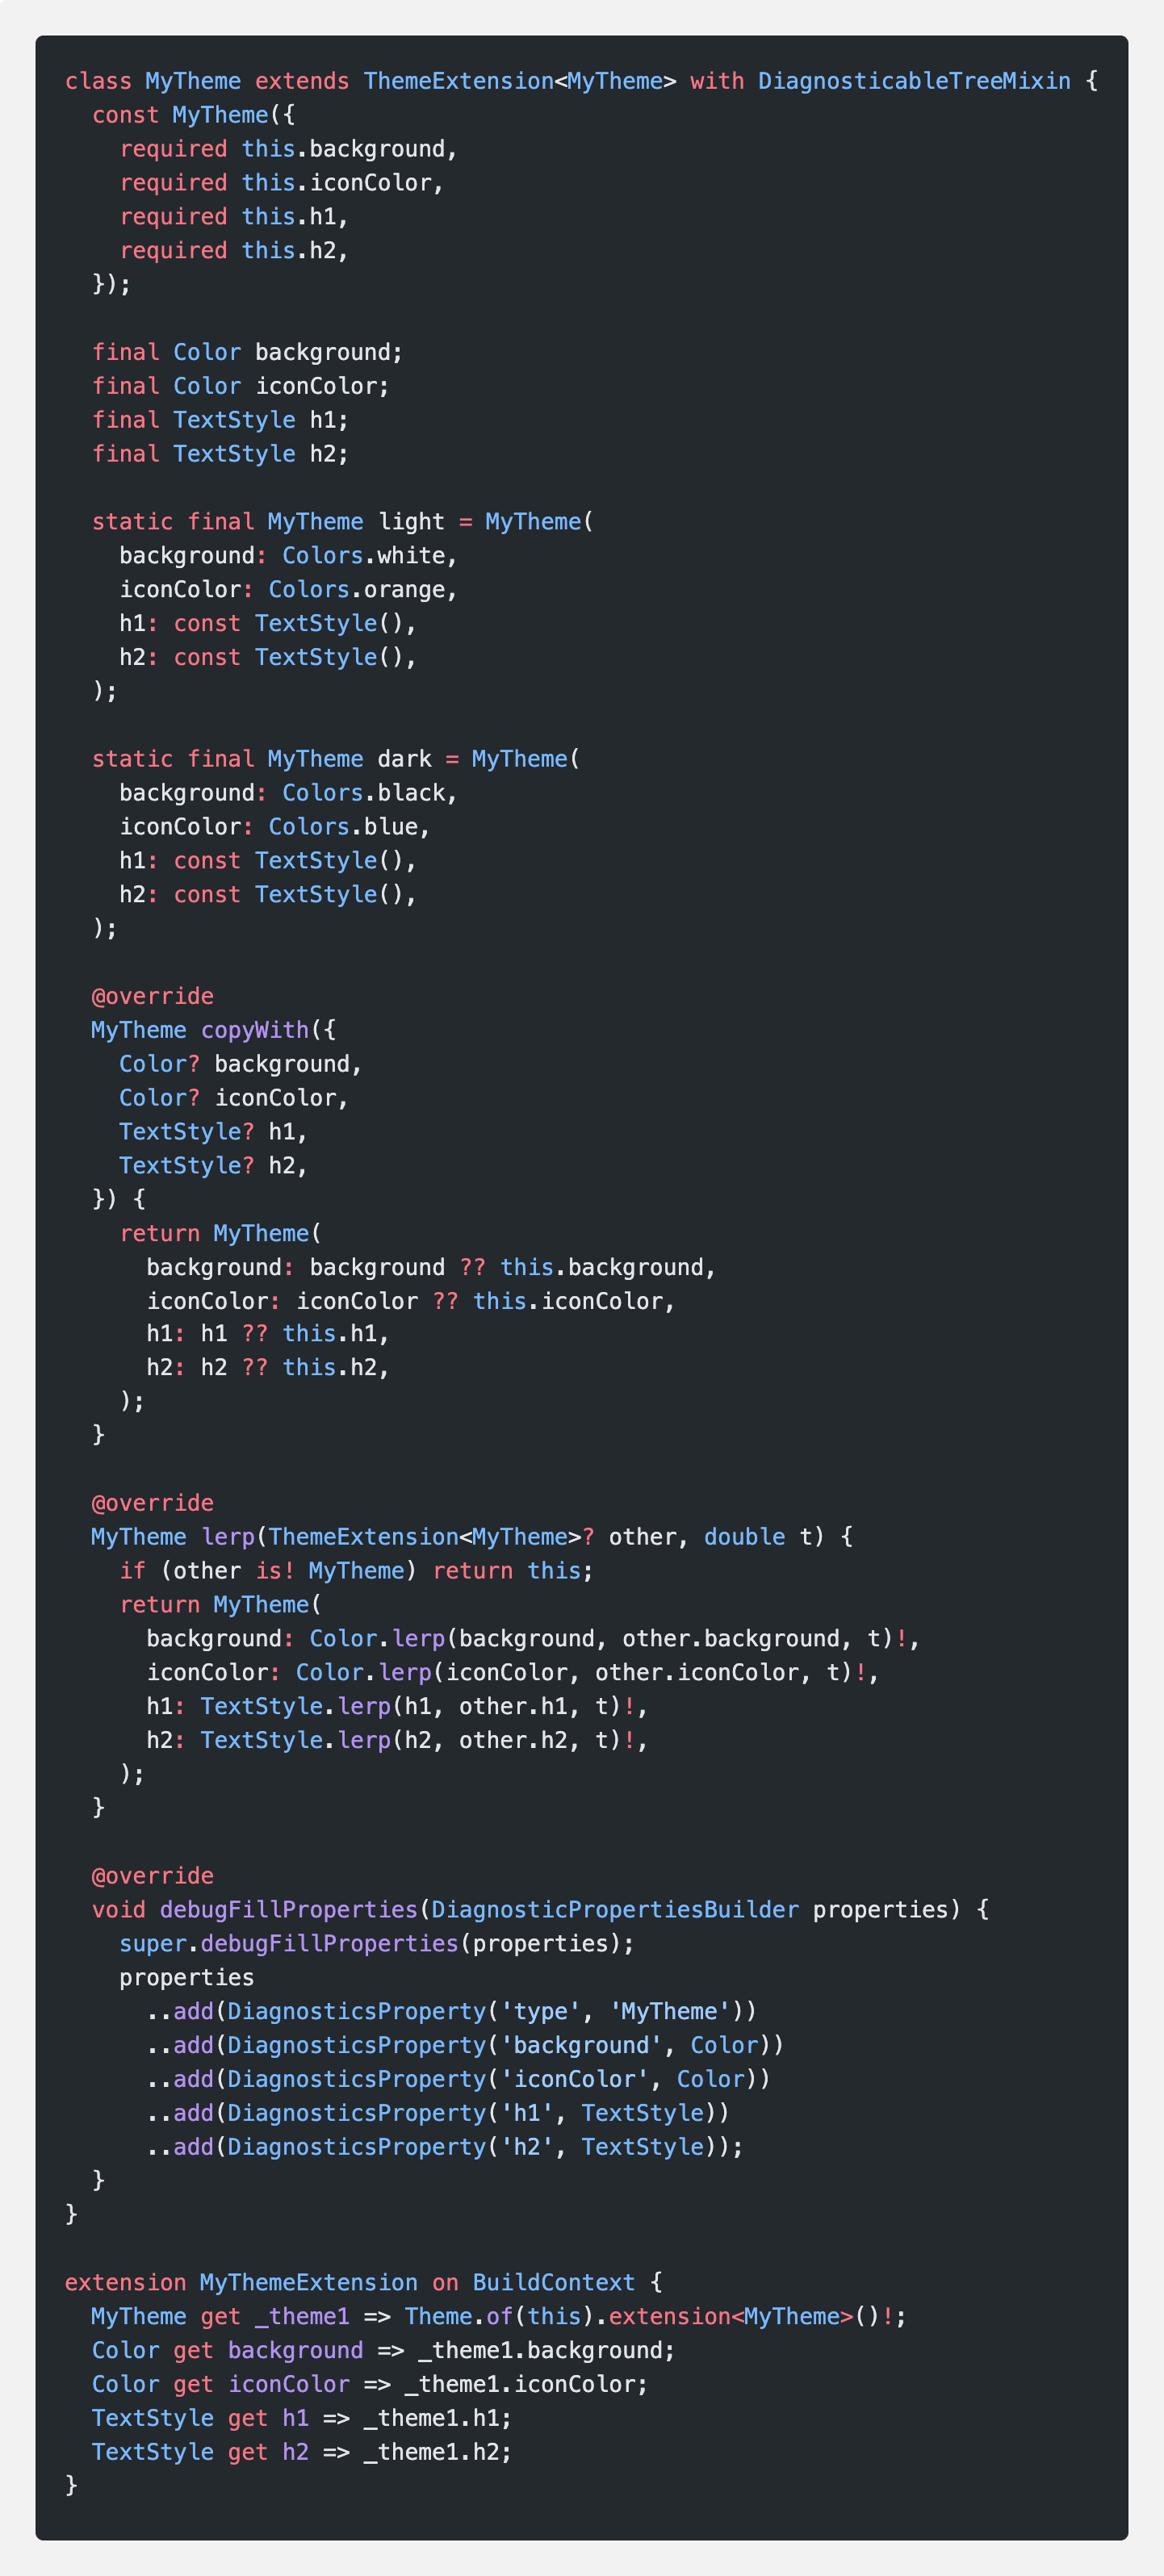 class MyTheme extends ThemeExtension<MyTheme> with DiagnosticableTreeMixin {
  const MyTheme({
    required this.background,
    required this.iconColor,
    required this.h1,
    required this.h2,
  });

  final Color background;
  final Color iconColor;
  final TextStyle h1;
  final TextStyle h2;

  static final MyTheme light = MyTheme(
    background: Colors.white,
    iconColor: Colors.orange,
    h1: const TextStyle(),
    h2: const TextStyle(),
  );

  static final MyTheme dark = MyTheme(
    background: Colors.black,
    iconColor: Colors.blue,
    h1: const TextStyle(),
    h2: const TextStyle(),
  );

  @override
  MyTheme copyWith({
    Color? background,
    Color? iconColor,
    TextStyle? h1,
    TextStyle? h2,
  }) {
    return MyTheme(
      background: background ?? this.background,
      iconColor: iconColor ?? this.iconColor,
      h1: h1 ?? this.h1,
      h2: h2 ?? this.h2,
    );
  }

  @override
  MyTheme lerp(ThemeExtension<MyTheme>? other, double t) {
    if (other is! MyTheme) return this;
    return MyTheme(
      background: Color.lerp(background, other.background, t)!,
      iconColor: Color.lerp(iconColor, other.iconColor, t)!,
      h1: TextStyle.lerp(h1, other.h1, t)!,
      h2: TextStyle.lerp(h2, other.h2, t)!,
    );
  }

  @override
  void debugFillProperties(DiagnosticPropertiesBuilder properties) {
    super.debugFillProperties(properties);
    properties
      ..add(DiagnosticsProperty('type', 'MyTheme'))
      ..add(DiagnosticsProperty('background', Color))
      ..add(DiagnosticsProperty('iconColor', Color))
      ..add(DiagnosticsProperty('h1', TextStyle))
      ..add(DiagnosticsProperty('h2', TextStyle));
  }
}

extension MyThemeExtension on BuildContext {
  MyTheme get _theme1 => Theme.of(this).extension<MyTheme>()!;
  Color get background => _theme1.background;
  Color get iconColor => _theme1.iconColor;
  TextStyle get h1 => _theme1.h1;
  TextStyle get h2 => _theme1.h2;
}